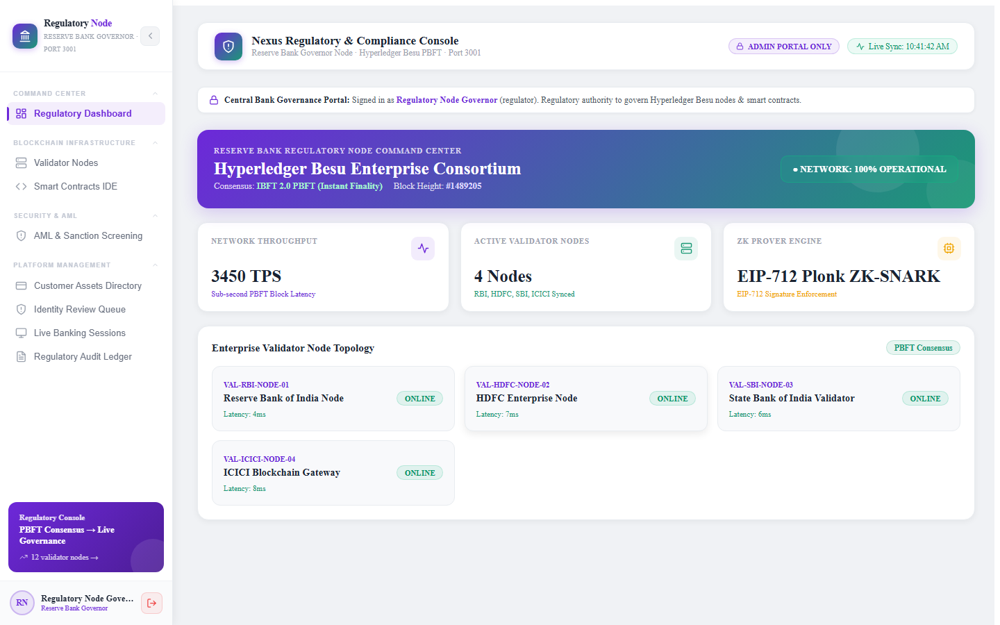 Regulatory Node
RESERVE BANK GOVERNOR ·
PORT 3001
COMMAND CENTER
Regulatory Dashboard
BLOCKCHAIN INFRASTRUCTURE
Validator Nodes
Smart Contracts IDE
SECURITY & AML
AML & Sanction Screening
PLATFORM MANAGEMENT
Customer Assets Directory
Identity Review Queue
Live Banking Sessions
Regulatory Audit Ledger
Regulatory Console
PBFT Consensus → Live
Governance
12 validator nodes →
RN
Regulatory Node Gove...
Reserve Bank Governor
Nexus Regulatory & Compliance Console
Reserve Bank Governor Node · Hyperledger Besu PBFT · Port 3001
ADMIN PORTAL ONLY
Live Sync: 10:41:42 AM
Central Bank Governance Portal: Signed in as Regulatory Node Governor (regulator). Regulatory authority to govern Hyperledger Besu nodes & smart contracts.
RESERVE BANK REGULATORY NODE COMMAND CENTER
Hyperledger Besu Enterprise Consortium
Consensus: IBFT 2.0 PBFT (Instant Finality) Block Height: #1489205
● NETWORK: 100% OPERATIONAL
NETWORK THROUGHPUT
3450 TPS
Sub-second PBFT Block Latency
ACTIVE VALIDATOR NODES
4 Nodes
RBI, HDFC, SBI, ICICI Synced
ZK PROVER ENGINE
EIP-712 Plonk ZK-SNARK
EIP-712 Signature Enforcement
Enterprise Validator Node Topology
PBFT Consensus
VAL-RBI-NODE-01
Reserve Bank of India Node
Latency: 4ms
ONLINE
VAL-HDFC-NODE-02
HDFC Enterprise Node
Latency: 7ms
ONLINE
VAL-SBI-NODE-03
State Bank of India Validator
Latency: 6ms
ONLINE
VAL-ICICI-NODE-04
ICICI Blockchain Gateway
Latency: 8ms
ONLINE